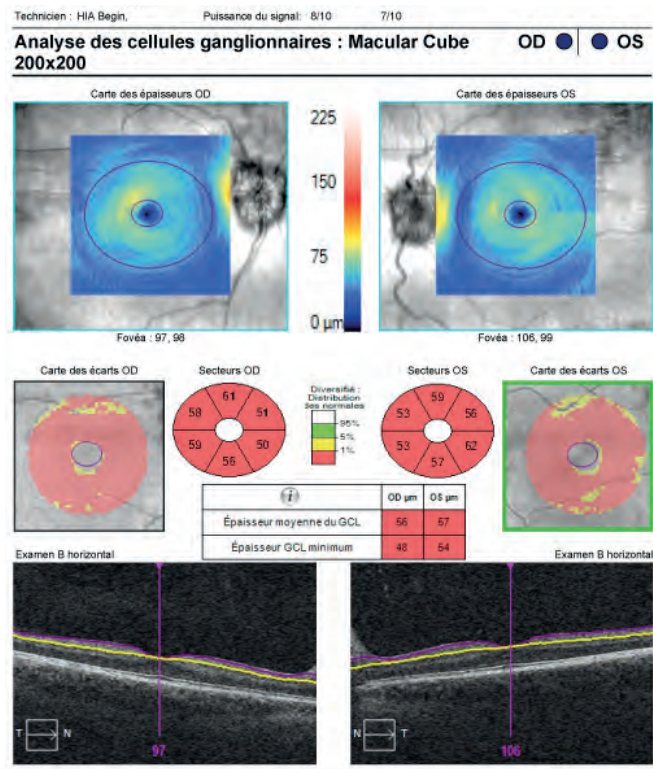 Technicien : HIA Begin, Puissance du signal: 8/10 7/10
Analyse des cellules ganglionnaires : Macular Cube 200x200 OD OS
Carte des épaisseurs OD Carte des épaisseurs OS
225
150
75
0 µm
Fovéa : 97, 98 Fovéa : 106, 99
Carte des écarts OD Secteurs OD Secteurs OS Carte des écarts OS
Diversifié :
Distribution
des normales
95%
5%
1%
61
58 51
59 50
56
59
53 56
53 62
57
i OD µm OS µm
Épaisseur moyenne du GCL 56 57
Épaisseur GCL minimum 48 54
Examen B horizontal Examen B horizontal
T N N T
97 106